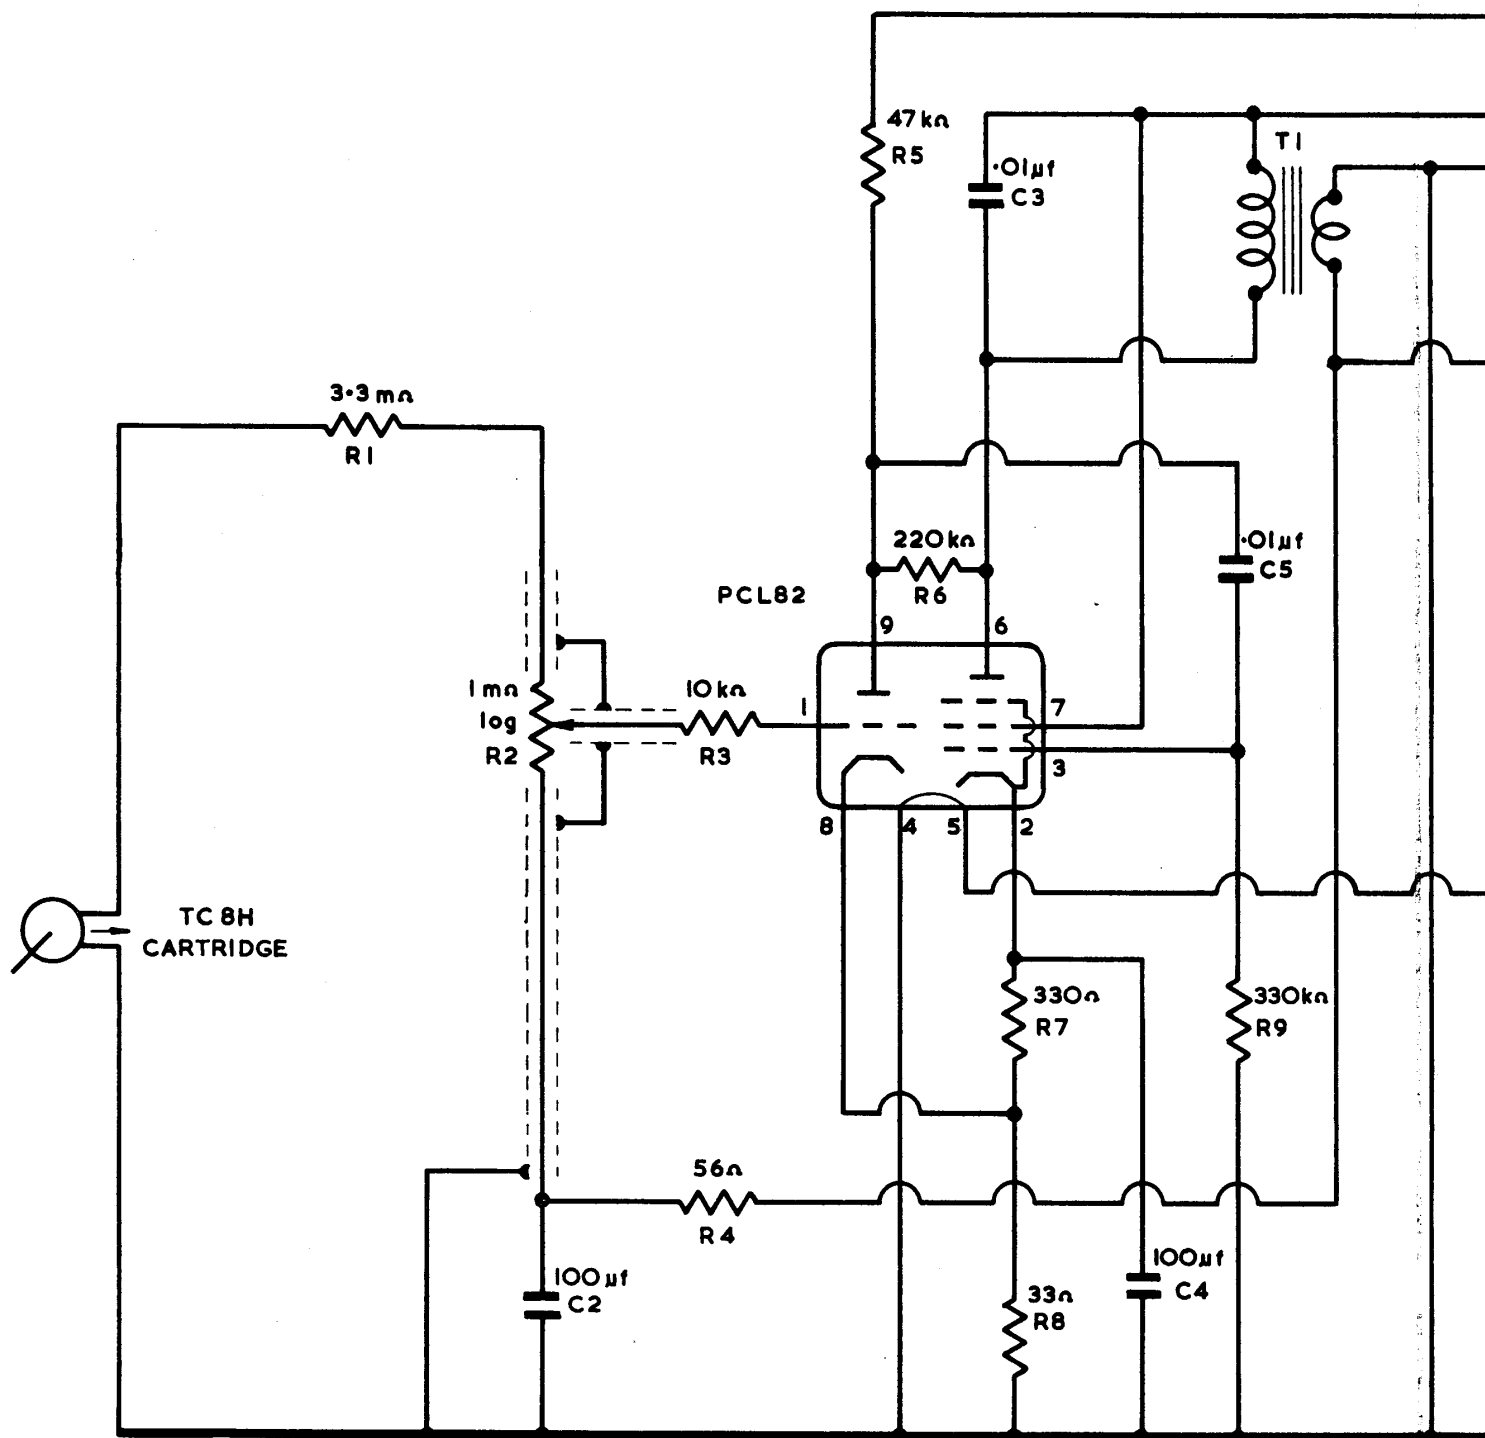 47kΩ
R5
·01µf
C3
T1
3·3mΩ
R1
220kΩ
R6
·01µf
C5
PCL82
9
6
1mΩ
log
R2
10kΩ
R3
1
7
3
8
4
5
2
TC8H
CARTRIDGE
330Ω
R7
330kΩ
R9
56Ω
R4
100µf
C2
100µf
C4
33Ω
R8